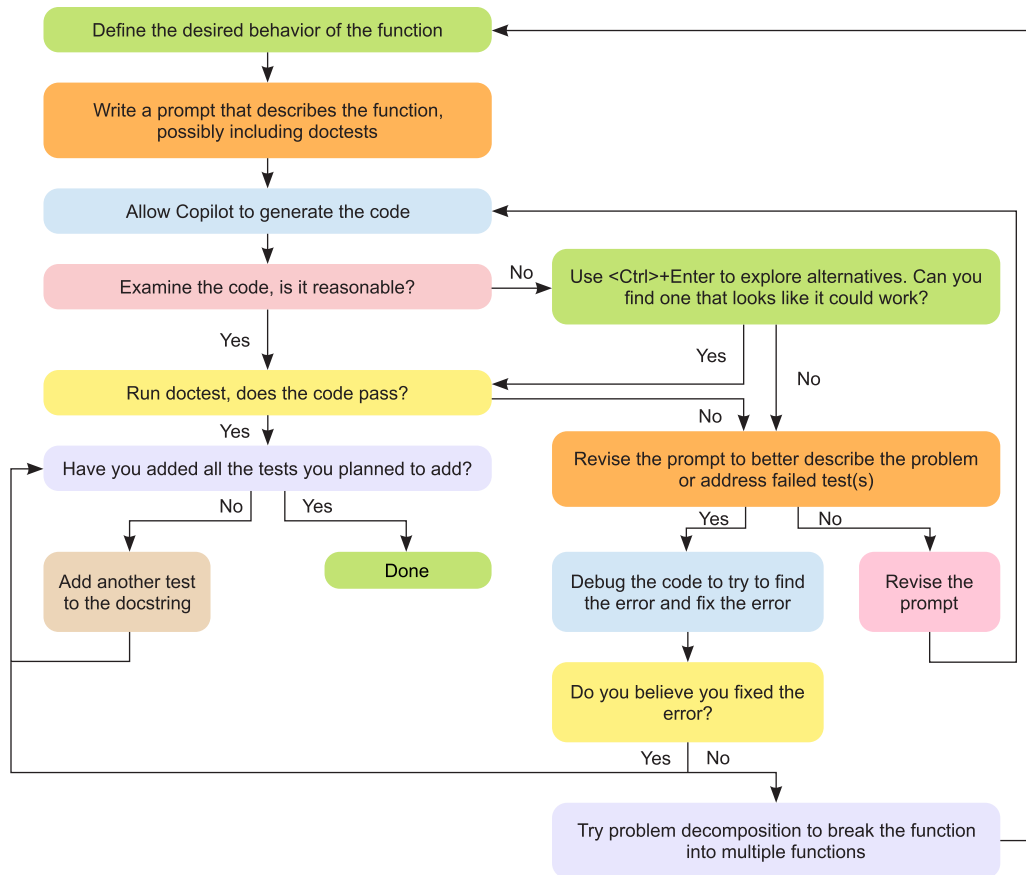 Define the desired behavior of the function
Write a prompt that describes the function,
possibly including doctests
Allow Copilot to generate the code
Examine the code, is it reasonable?
No
Use <Ctrl>+Enter to explore alternatives. Can you
find one that looks like it could work?
Yes
Yes
No
Run doctest, does the code pass?
No
Yes
Have you added all the tests you planned to add?
Revise the prompt to better describe the problem
or address failed test(s)
No
Yes
Yes
No
Add another test
to the docstring
Done
Debug the code to try to find
the error and fix the error
Revise the
prompt
Do you believe you fixed the
error?
Yes
No
Try problem decomposition to break the function
into multiple functions